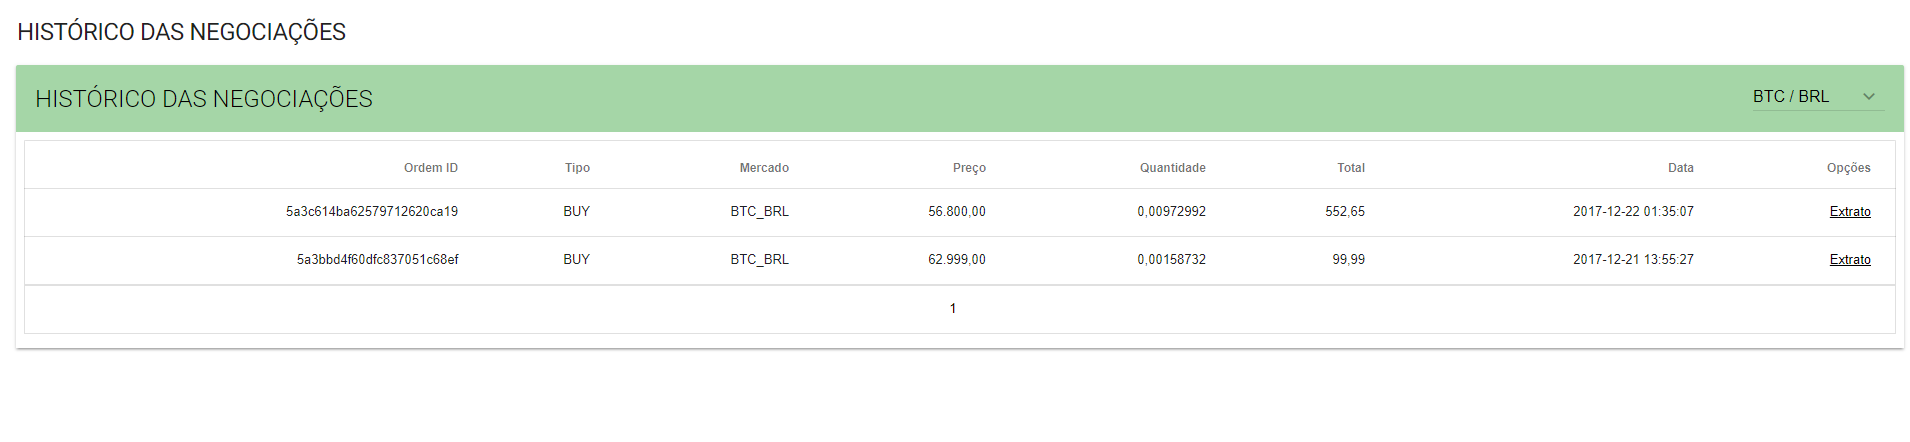 HISTÓRICO DAS NEGOCIAÇÕES
HISTÓRICO DAS NEGOCIAÇÕES BTC / BRL
Ordem ID Tipo Mercado Preço Quantidade Total Data Opções
5a3c614ba62579712620ca19 BUY BTC_BRL 56.800,00 0,00972992 552,65 2017-12-22 01:35:07 Extrato
5a3bbd4f60dfc837051c68ef BUY BTC_BRL 62.999,00 0,00158732 99,99 2017-12-21 13:55:27 Extrato
1